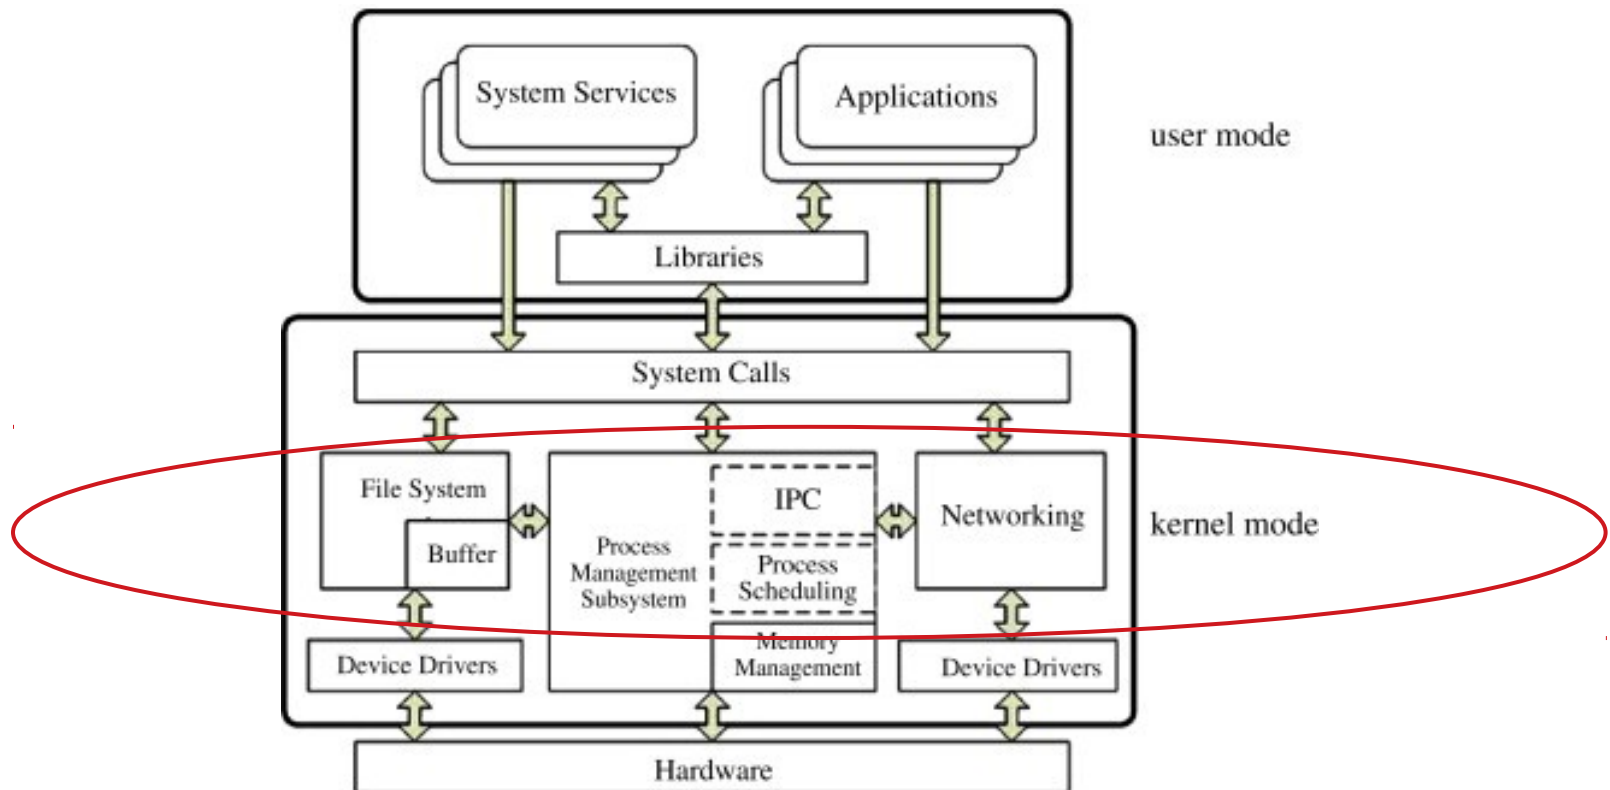 System Services
Applications
user mode
Libraries
System Calls
File System
Buffer
Process
Management
Subsystem
IPC
Process
Scheduling
Memory
Management
Networking
kernel mode
Device Drivers
Device Drivers
Hardware